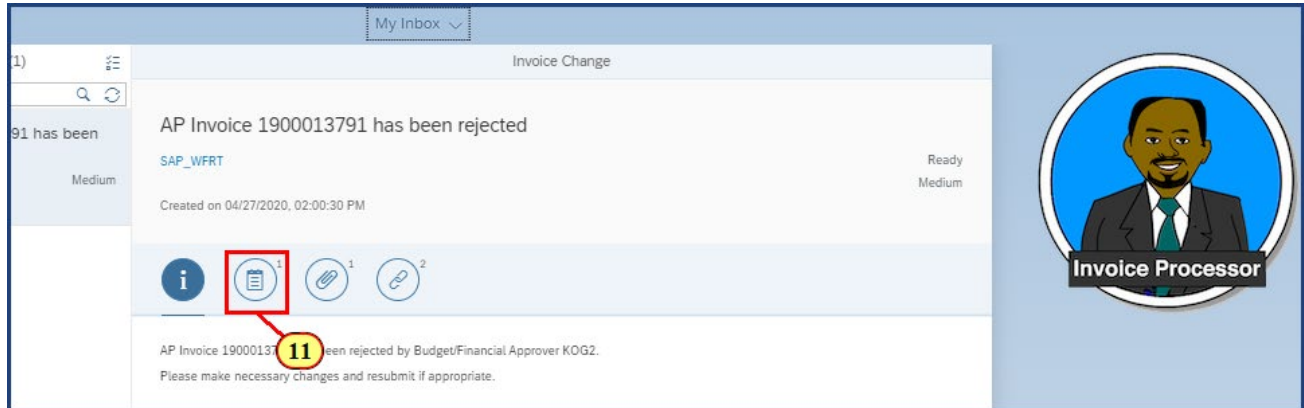 My Inbox
1)
Invoice Change
91 has been
Medium
AP Invoice 1900013791 has been rejected
SAP_WFRT
Ready
Medium
Created on 04/27/2020, 02:00:30 PM
i
1
1
2
11
AP Invoice 19000137 een rejected by Budget/Financial Approver KOG2.
Please make necessary changes and resubmit if appropriate.
Invoice Processor